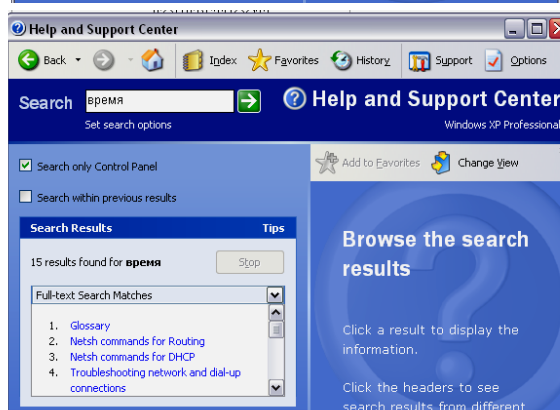 Help and Support Center
Back
Index
Favorites
History
Support
Options
Search
время
Set search options
Help and Support Center
Windows XP Professional
Search only Control Panel
Search within previous results
Search Results
Tips
15 results found for время
Stop
Full-text Search Matches
1. Glossary
2. Netsh commands for Routing
3. Netsh commands for DHCP
4. Troubleshooting network and dial-up
connections
Add to Favorites
Change View
Browse the search
results
Click a result to display the
information.
Click the headers to see
search results from different